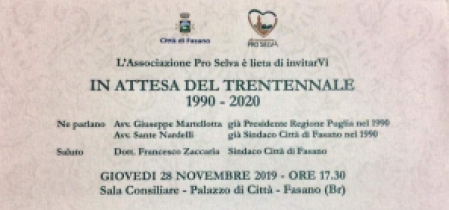 Città di Fasano
PRO SELVA
L'Associazione Pro Selva è lieta di invitarVi
IN ATTESA DEL TRENTENNALE
1990 - 2020
Ne parlano Avv. Giuseppe Martellotta già Presidente Regione Puglia nel 1990
Avv. Sante Nardelli già Sindaco Città di Fasano nel 1990
Saluto Dott. Francesco Zaccaria Sindaco Città di Fasano
GIOVEDI 28 NOVEMBRE 2019 - ORE 17.30
Sala Consiliare - Palazzo di Città - Fasano (Br)